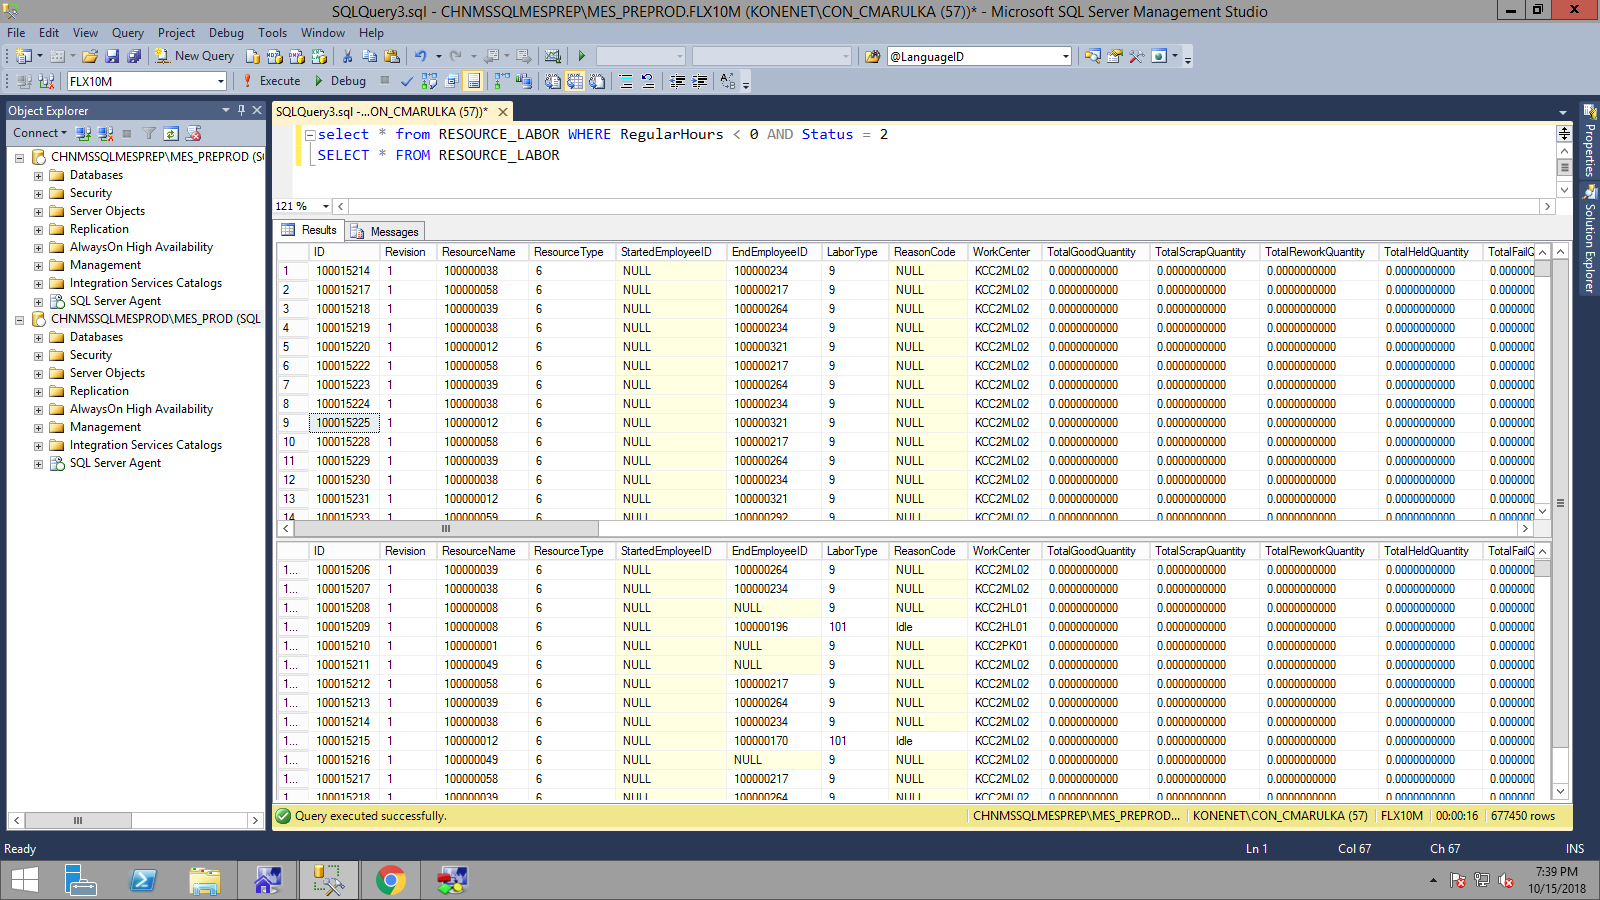 SQLQuery3.sql - CHNMSSQLMESPREP\MES_PREPROD.FLX10M (KONENET\CON_CMARULKA (57))* - Microsoft SQL Server Management Studio
File Edit View Query Project Debug Tools Window Help
New Query @LanguageID
FLX10M Execute Debug
Object Explorer
Connect
CHNMSSQLMESPREP\MES_PREPROD (S
Databases
Security
Server Objects
Replication
AlwaysOn High Availability
Management
Integration Services Catalogs
SQL Server Agent
CHNMSSQLMESPROD\MES_PROD (SQL
Databases
Security
Server Objects
Replication
AlwaysOn High Availability
Management
Integration Services Catalogs
SQL Server Agent
SQLQuery3.sql -...ON_CMARULKA (57))*
select * from RESOURCE_LABOR WHERE RegularHours < 0 AND Status = 2
SELECT * FROM RESOURCE_LABOR
121 %
Results Messages
ID Revision ResourceName ResourceType StartedEmployeeID EndEmployeeID LaborType ReasonCode WorkCenter TotalGoodQuantity TotalScrapQuantity TotalReworkQuantity TotalHeldQuantity TotalFailQ
1 100015214 1 100000038 6 NULL 100000234 9 NULL KCC2ML02 0.0000000000 0.0000000000 0.0000000000 0.0000000000 0.000000
2 100015217 1 100000058 6 NULL 100000217 9 NULL KCC2ML02 0.0000000000 0.0000000000 0.0000000000 0.0000000000 0.000000
3 100015218 1 100000039 6 NULL 100000264 9 NULL KCC2ML02 0.0000000000 0.0000000000 0.0000000000 0.0000000000 0.000000
4 100015219 1 100000038 6 NULL 100000234 9 NULL KCC2ML02 0.0000000000 0.0000000000 0.0000000000 0.0000000000 0.000000
5 100015220 1 100000012 6 NULL 100000321 9 NULL KCC2ML02 0.0000000000 0.0000000000 0.0000000000 0.0000000000 0.000000
6 100015222 1 100000058 6 NULL 100000217 9 NULL KCC2ML02 0.0000000000 0.0000000000 0.0000000000 0.0000000000 0.000000
7 100015223 1 100000039 6 NULL 100000264 9 NULL KCC2ML02 0.0000000000 0.0000000000 0.0000000000 0.0000000000 0.000000
8 100015224 1 100000038 6 NULL 100000234 9 NULL KCC2ML02 0.0000000000 0.0000000000 0.0000000000 0.0000000000 0.000000
9 100015225 1 100000012 6 NULL 100000321 9 NULL KCC2ML02 0.0000000000 0.0000000000 0.0000000000 0.0000000000 0.000000
10 100015228 1 100000058 6 NULL 100000217 9 NULL KCC2ML02 0.0000000000 0.0000000000 0.0000000000 0.0000000000 0.000000
11 100015229 1 100000039 6 NULL 100000264 9 NULL KCC2ML02 0.0000000000 0.0000000000 0.0000000000 0.0000000000 0.000000
12 100015230 1 100000038 6 NULL 100000234 9 NULL KCC2ML02 0.0000000000 0.0000000000 0.0000000000 0.0000000000 0.000000
13 100015231 1 100000012 6 NULL 100000321 9 NULL KCC2ML02 0.0000000000 0.0000000000 0.0000000000 0.0000000000 0.000000
14 100015233 1 100000059 6 NULL 100000292 9 NULL KCC2ML02 0.0000000000 0.0000000000 0.0000000000 0.0000000000 0.000000
ID Revision ResourceName ResourceType StartedEmployeeID EndEmployeeID LaborType ReasonCode WorkCenter TotalGoodQuantity TotalScrapQuantity TotalReworkQuantity TotalHeldQuantity TotalFailQ
1... 100015206 1 100000039 6 NULL 100000264 9 NULL KCC2ML02 0.0000000000 0.0000000000 0.0000000000 0.0000000000 0.000000
1... 100015207 1 100000038 6 NULL 100000234 9 NULL KCC2ML02 0.0000000000 0.0000000000 0.0000000000 0.0000000000 0.000000
1... 100015208 1 100000008 6 NULL NULL 9 NULL KCC2HL01 0.0000000000 0.0000000000 0.0000000000 0.0000000000 0.000000
1... 100015209 1 100000008 6 NULL 100000196 101 Idle KCC2HL01 0.0000000000 0.0000000000 0.0000000000 0.0000000000 0.000000
1... 100015210 1 100000001 6 NULL NULL 9 NULL KCC2PK01 0.0000000000 0.0000000000 0.0000000000 0.0000000000 0.000000
1... 100015211 1 100000049 6 NULL NULL 9 NULL KCC2ML02 0.0000000000 0.0000000000 0.0000000000 0.0000000000 0.000000
1... 100015212 1 100000058 6 NULL 100000217 9 NULL KCC2ML02 0.0000000000 0.0000000000 0.0000000000 0.0000000000 0.000000
1... 100015213 1 100000039 6 NULL 100000264 9 NULL KCC2ML02 0.0000000000 0.0000000000 0.0000000000 0.0000000000 0.000000
1... 100015214 1 100000038 6 NULL 100000234 9 NULL KCC2ML02 0.0000000000 0.0000000000 0.0000000000 0.0000000000 0.000000
1... 100015215 1 100000012 6 NULL 100000170 101 Idle KCC2ML02 0.0000000000 0.0000000000 0.0000000000 0.0000000000 0.000000
1... 100015216 1 100000049 6 NULL NULL 9 NULL KCC2ML02 0.0000000000 0.0000000000 0.0000000000 0.0000000000 0.000000
1... 100015217 1 100000058 6 NULL 100000217 9 NULL KCC2ML02 0.0000000000 0.0000000000 0.0000000000 0.0000000000 0.000000
1... 100015218 1 100000039 6 NULL 100000264 9 NULL KCC2ML02 0.0000000000 0.0000000000 0.0000000000 0.0000000000 0.000000
Query executed successfully. CHNMSSQLMESPREP\MES_PREPROD... KONENET\CON_CMARULKA (57) FLX10M 00:00:16 677450 rows
Properties
Solution Explorer
Ready Ln 1 Col 67 Ch 67 INS
7:39 PM
10/15/2018